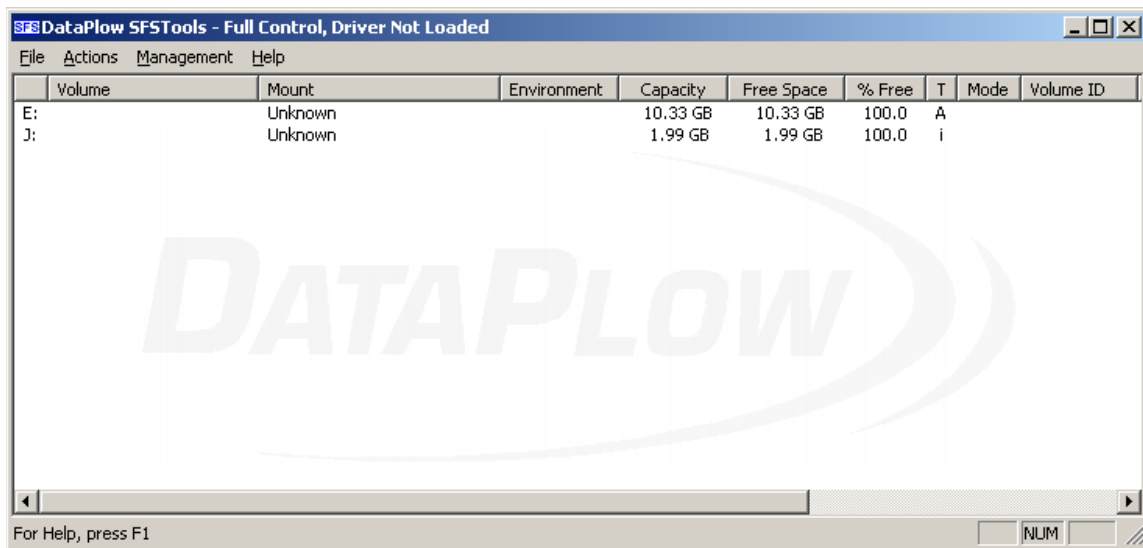 SFS DataPlow SFSTools - Full Control, Driver Not Loaded
File Actions Management Help
Volume Mount Environment Capacity Free Space % Free T Mode Volume ID
E: Unknown 10.33 GB 10.33 GB 100.0 A
J: Unknown 1.99 GB 1.99 GB 100.0 i
DATAPLOW
For Help, press F1 NUM